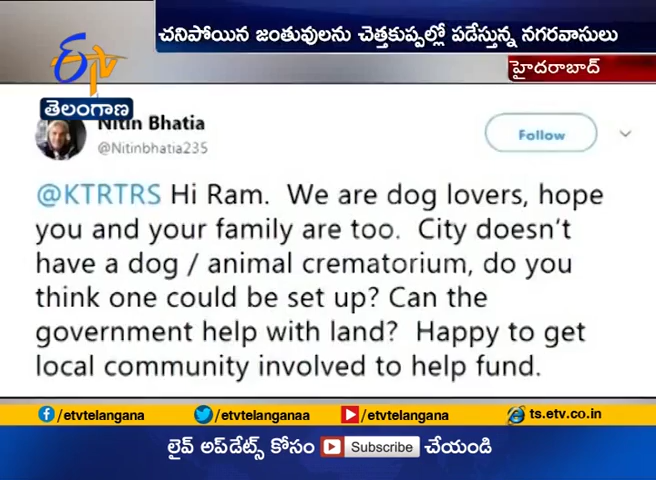 చనిపోయిన జంతువులను చెత్తకుప్పల్లో పడేస్తున్న నగరవాసులు
హైదరాబాద్
ETV
తెలంగాణ
Nitin Bhatia
@Nitinbhatia235
Follow
@KTRTRS Hi Ram. We are dog lovers, hope
you and your family are too. City doesn't
have a dog / animal crematorium, do you
think one could be set up? Can the
government help with land? Happy to get
local community involved to help fund.
/etvtelangana /etvtelanganaa /etvtelangana ts.etv.co.in
లైవ్ అప్‌డేట్స్ కోసం Subscribe చేయండి